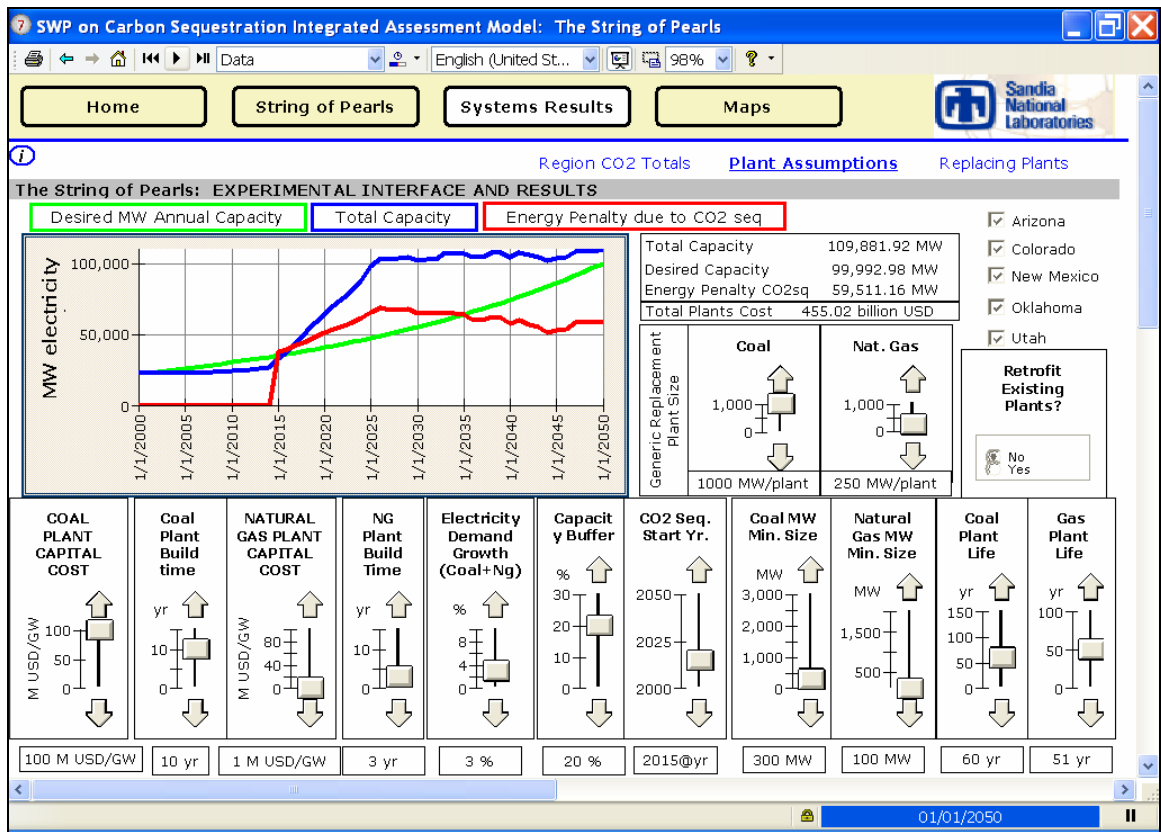 SWP on Carbon Sequestration Integrated Assessment Model: The String of Pearls
Data
English (United St...
98%
Home
String of Pearls
Systems Results
Maps
Sandia
National
Laboratories
Region CO2 Totals
Plant Assumptions
Replacing Plants
The String of Pearls: EXPERIMENTAL INTERFACE AND RESULTS
Desired MW Annual Capacity
Total Capacity
Energy Penalty due to CO2 seq
MW electricity
100,000
50,000
0
1/1/2000
1/1/2005
1/1/2010
1/1/2015
1/1/2020
1/1/2025
1/1/2030
1/1/2035
1/1/2040
1/1/2045
1/1/2050
Total Capacity 109,881.92 MW
Desired Capacity 99,992.98 MW
Energy Penalty CO2sq 59,511.16 MW
Total Plants Cost 455.02 billion USD
Arizona
Colorado
New Mexico
Oklahoma
Utah
Generic Replacement
Plant Size
Coal
1,000
0
1000 MW/plant
Nat. Gas
1,000
0
250 MW/plant
Retrofit
Existing
Plants?
No
Yes
COAL
PLANT
CAPITAL
COST
M USD/GW
100
50
0
100 M USD/GW
Coal
Plant
Build
time
yr
10
0
10 yr
NATURAL
GAS PLANT
CAPITAL
COST
M USD/GW
80
40
0
1 M USD/GW
NG
Plant
Build
Time
yr
10
0
3 yr
Electricity
Demand
Growth
(Coal+Ng)
%
8
4
0
3 %
Capacit
y Buffer
%
30
20
10
0
20 %
CO2 Seq.
Start Yr.
2050
2025
2000
2015@yr
Coal MW
Min. Size
MW
3,000
2,000
1,000
0
300 MW
Natural
Gas MW
Min. Size
MW
1,500
500
100 MW
Coal
Plant
Life
yr
150
100
50
0
60 yr
Gas
Plant
Life
yr
100
50
0
51 yr
01/01/2050